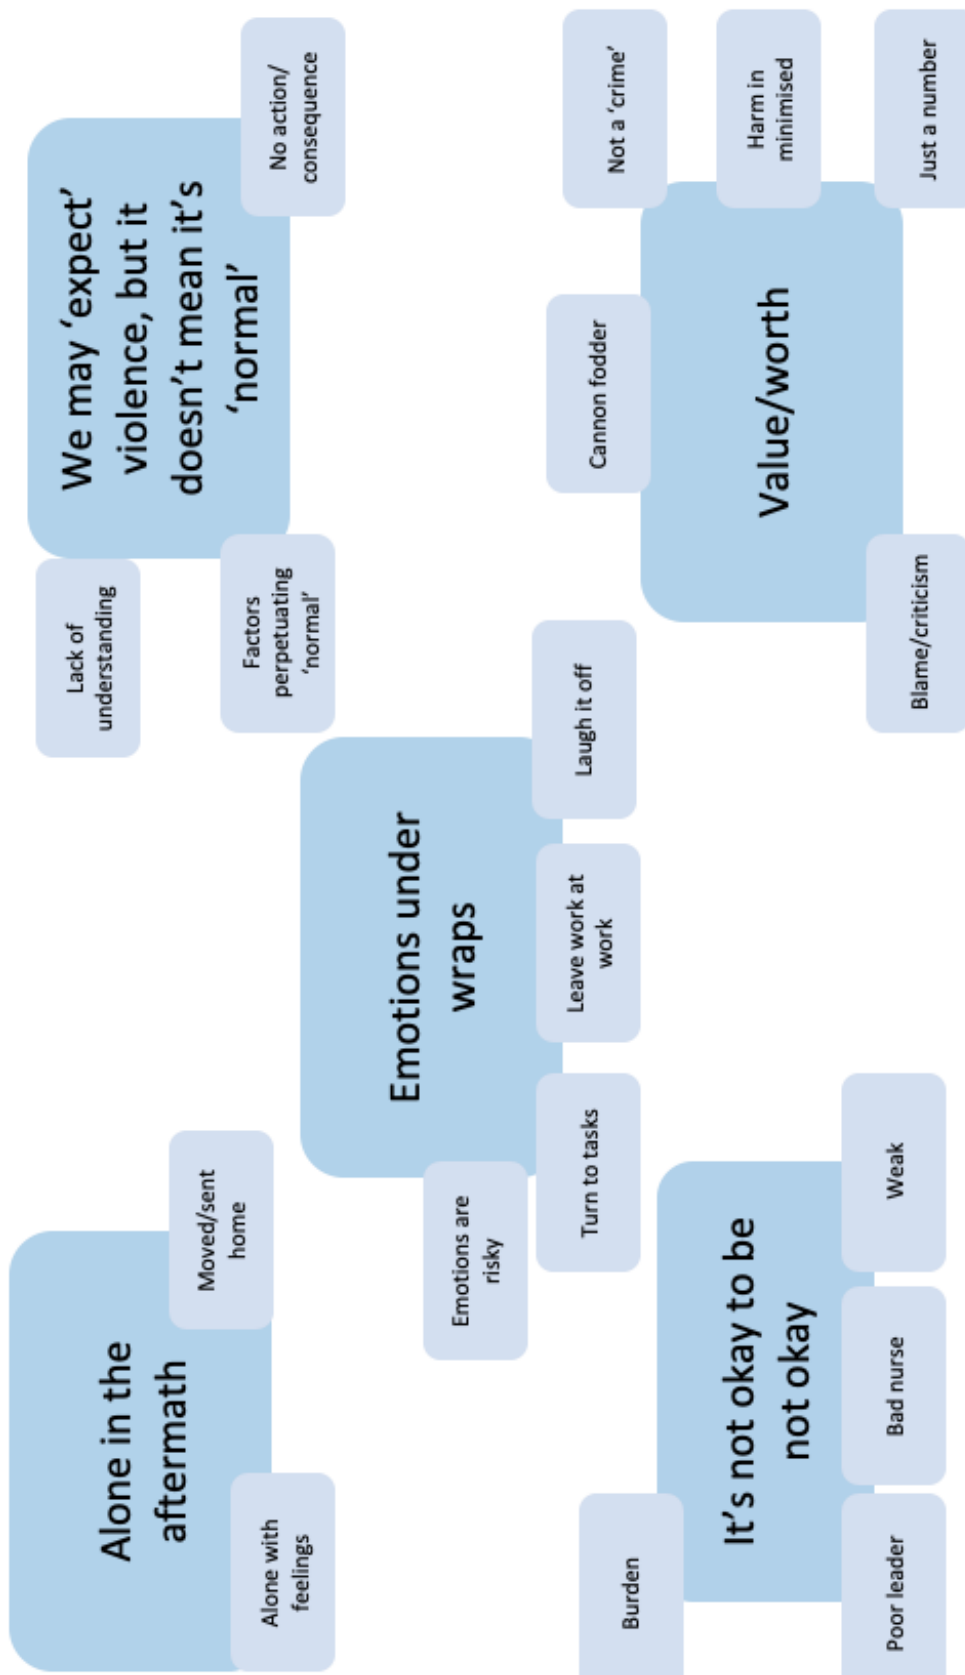 Alone in the
aftermath
Moved/sent
home
Alone with
feelings
We may ‘expect’
violence, but it
doesn’t mean it’s
‘normal’
Lack of
understanding
Factors
perpetuating
‘normal’
No action/
consequence
Emotions under
wraps
Emotions are
risky
Turn to tasks
Leave work at
work
Laugh it off
It’s not okay to be
not okay
Burden
Poor leader
Bad nurse
Weak
Value/worth
Cannon fodder
Not a ‘crime’
Harm in
minimised
Just a number
Blame/criticism